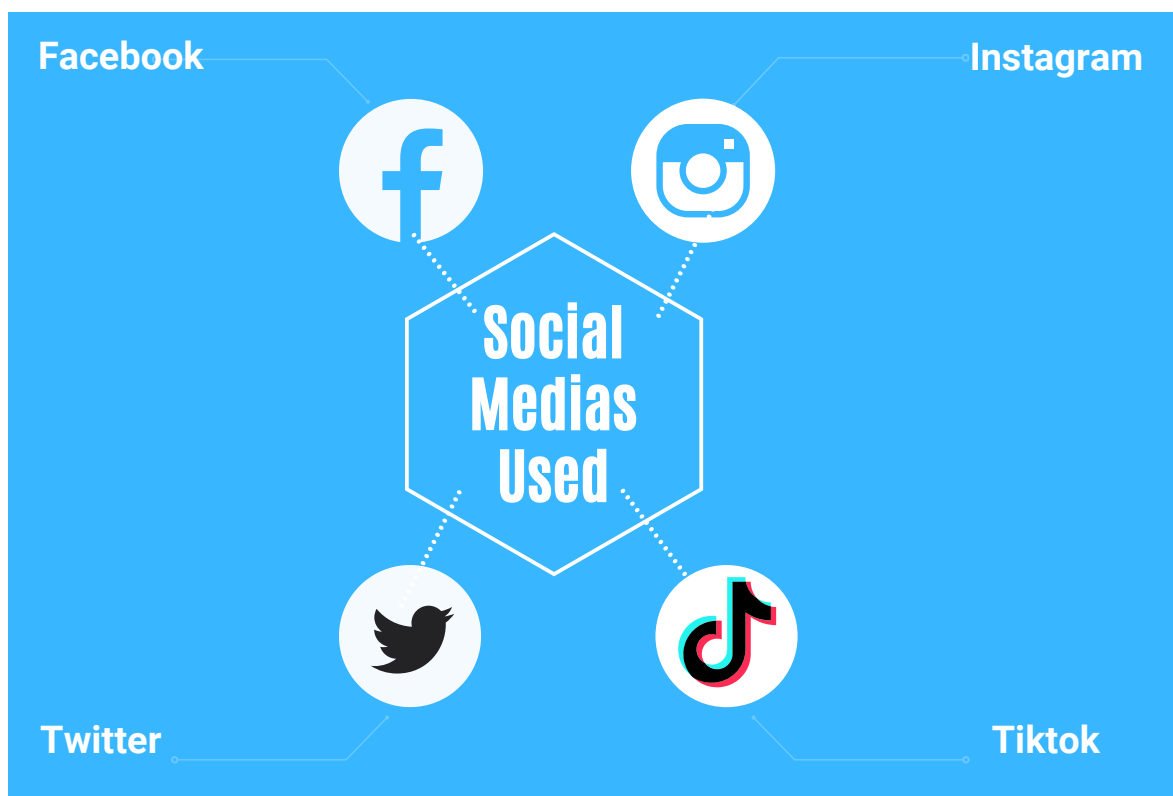 Facebook
Instagram
Social
Medias
Used
Twitter
Tiktok